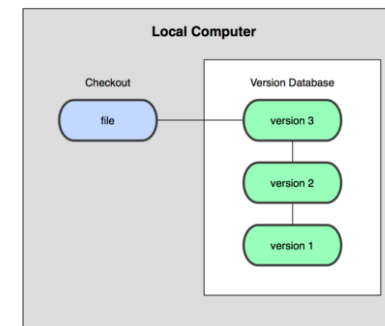 Local Computer
Checkout
Version Database
file
version 3
version 2
version 1